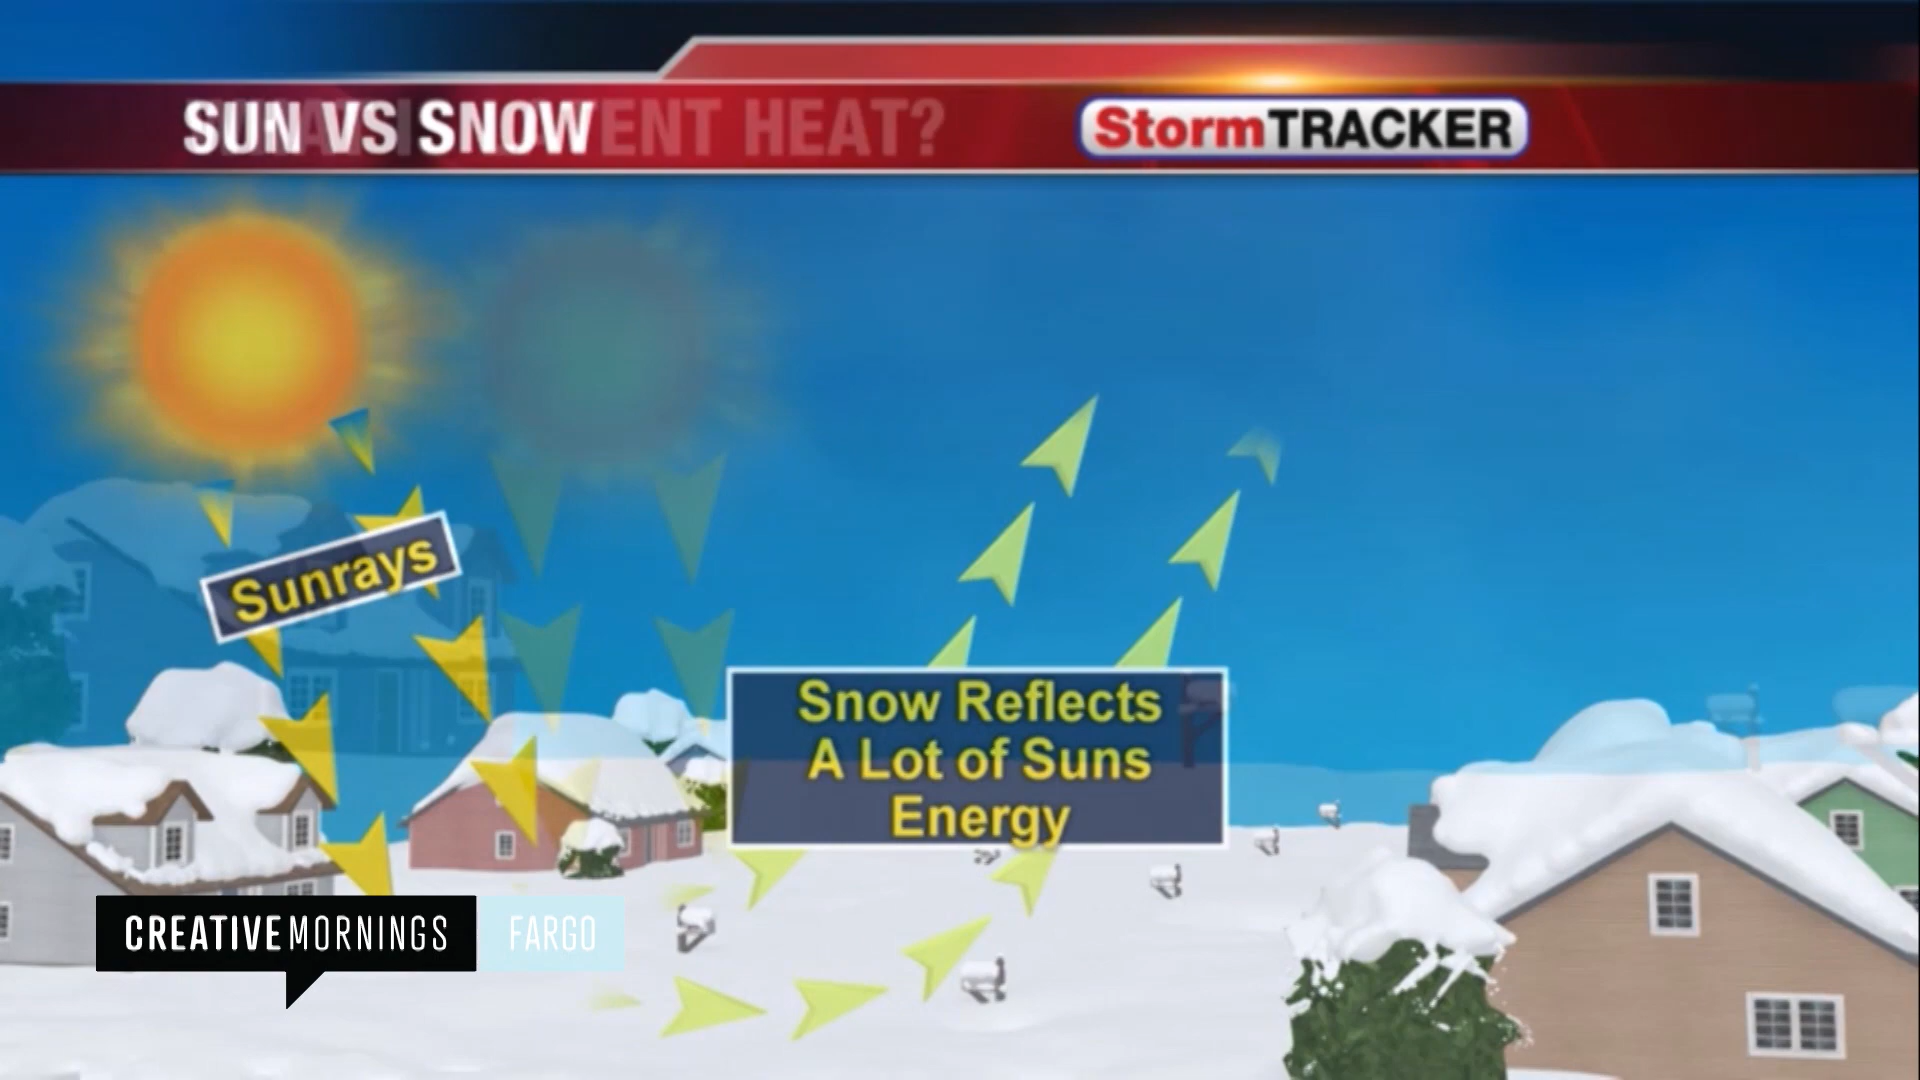 SUN VS SNOW
ENT HEAT?
StormTRACKER
Sunrays
Snow Reflects
A Lot of Suns
Energy
CREATIVEMORNINGS
FARGO